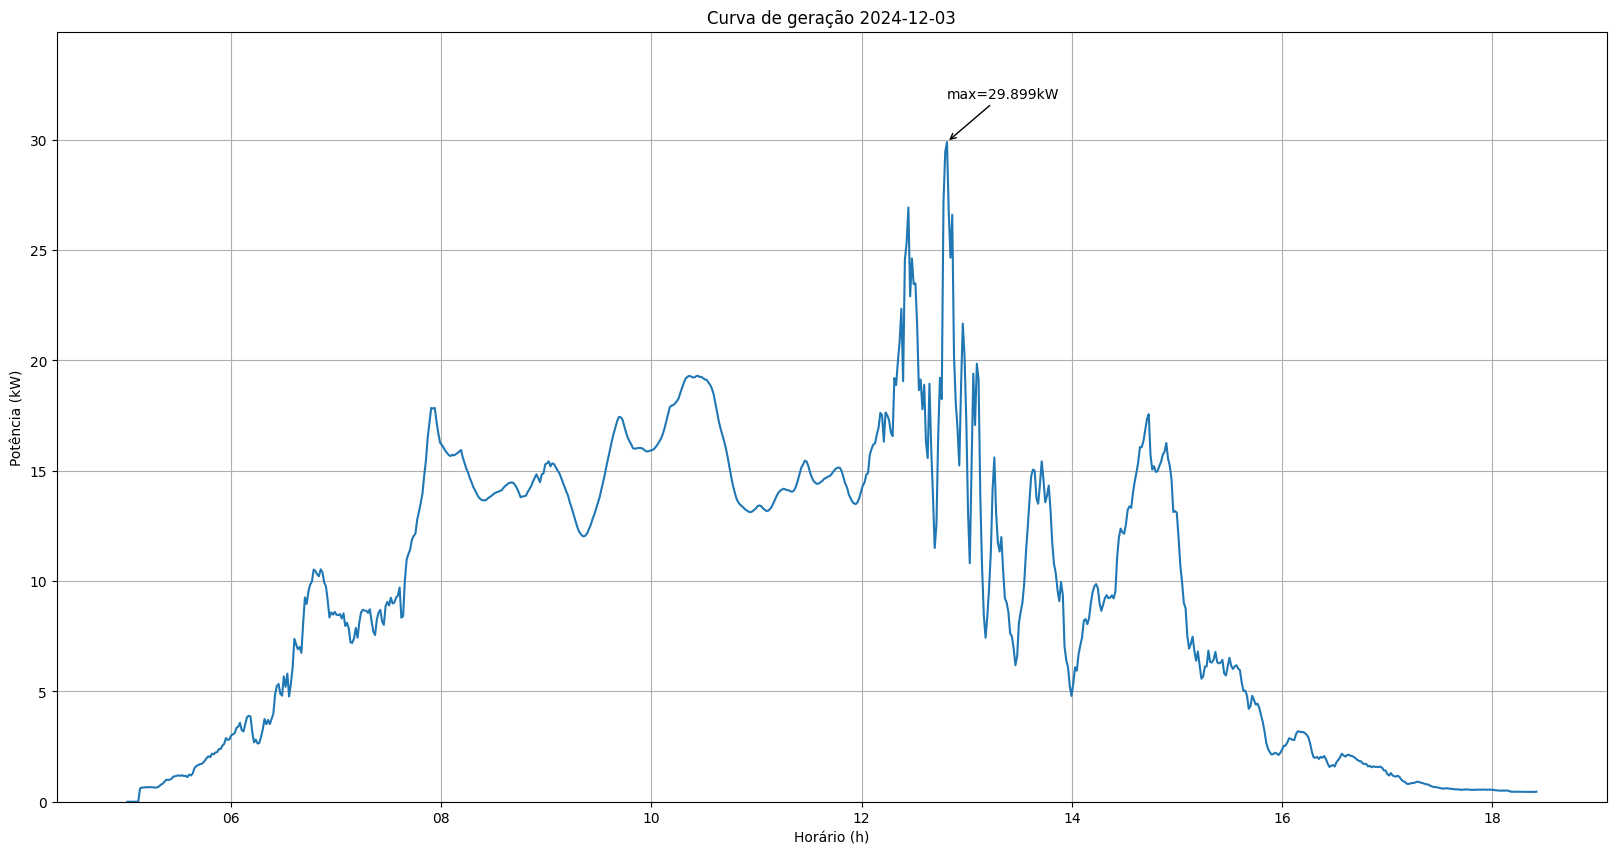 Curva de geração 2024-12-03
max=29.899kW
30
25
20
15
10
5
0
Potência (kW)
06 08 10 12 14 16 18
Horário (h)